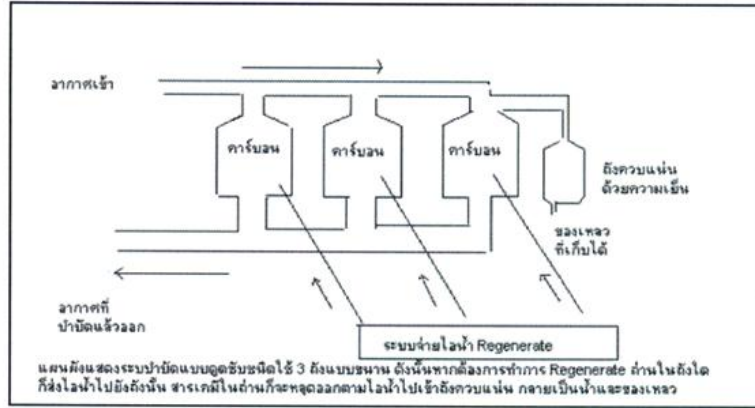 อากาศเข้า
คาร์บอน
คาร์บอน
คาร์บอน
ถังควบแน่น
ด้วยความเย็น
ของเหลว
ที่เก็บได้
อากาศที่
บำบัดแล้วออก
ระบบจ่ายไอน้ำ Regenerate
แผนผังแสดงระบบบำบัดแบบดูดซับชนิดใช้ 3 ถังแบบขนาน ดังนั้นหากต้องการทำการ Regenerate ถ่านในถังใด
ก็ส่งไอน้ำไปยังถังนั้น สารเคมีในถ่านก็จะหลุดออกตามไอน้ำไปเข้าถังควบแน่น กลายเป็นน้ำและของเหลว